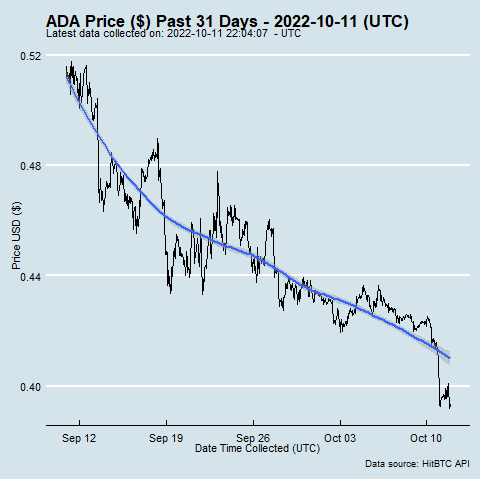 ADA Price ($) Past 31 Days - 2022-10-11 (UTC)
Latest data collected on: 2022-10-11 22:04:07 - UTC
0.52
0.48
0.44
0.40
Price USD ($)
Sep 12
Sep 19
Sep 26
Oct 03
Oct 10
Date Time Collected (UTC)
Data source: HitBTC API